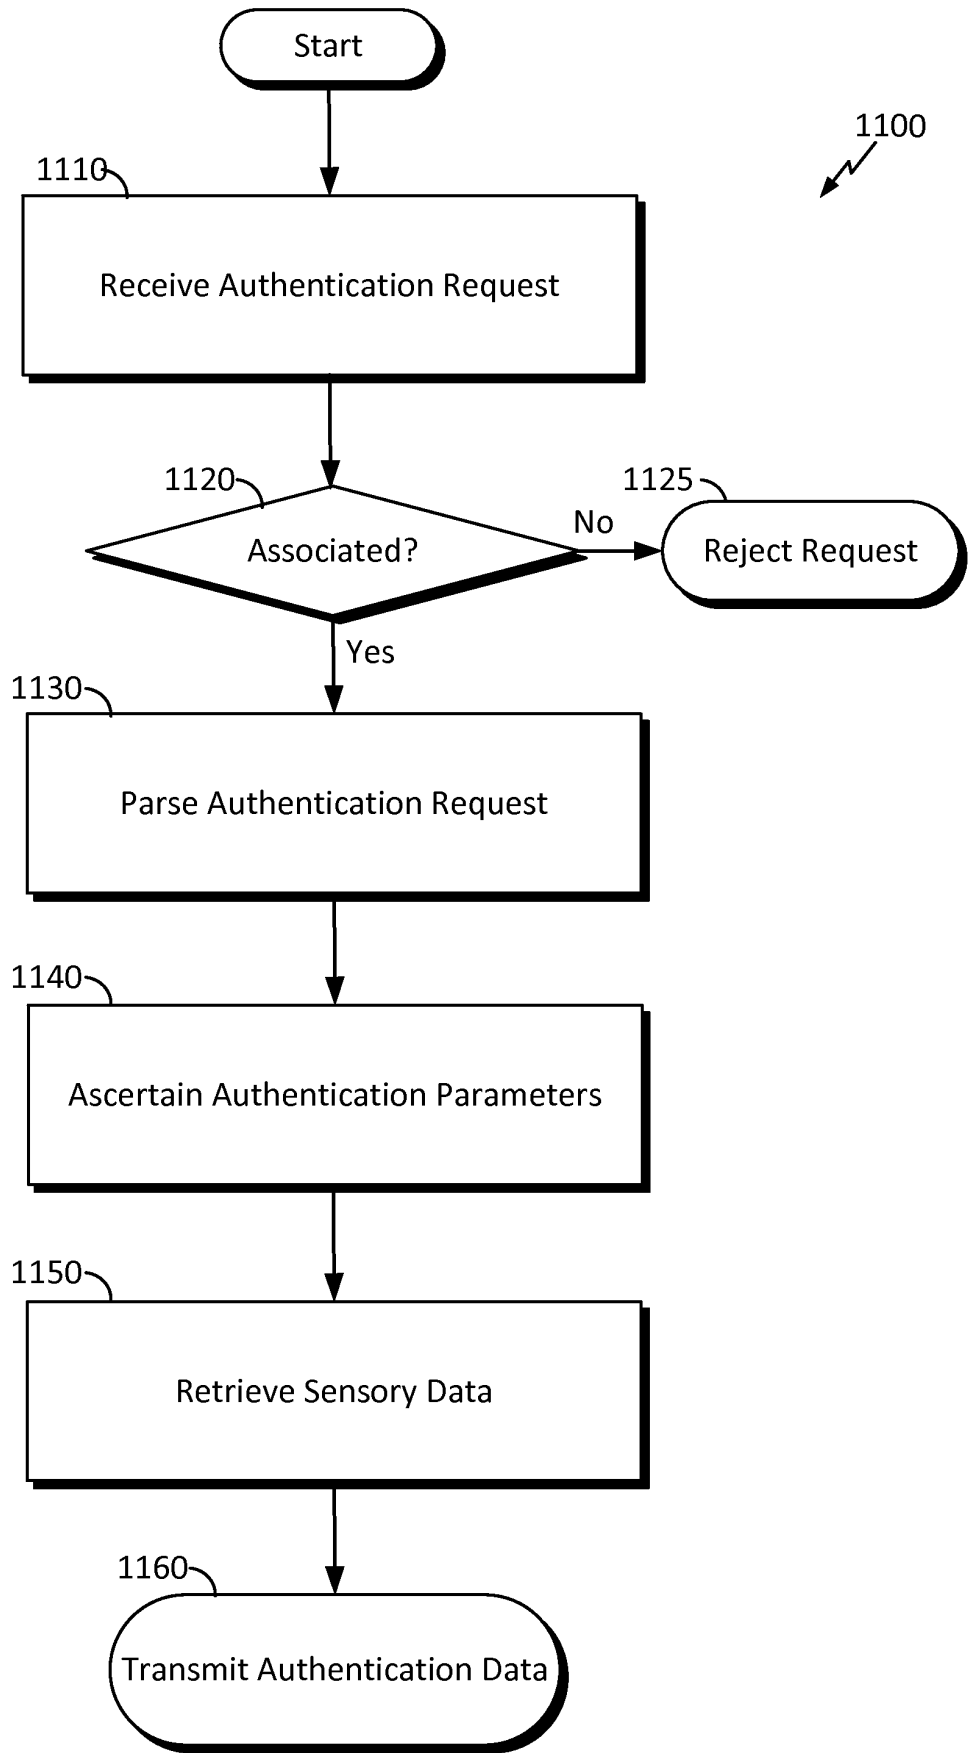 Start
1100
1110
Receive Authentication Request
1120
1125
Associated?
No
Reject Request
Yes
1130
Parse Authentication Request
1140
Ascertain Authentication Parameters
1150
Retrieve Sensory Data
1160
Transmit Authentication Data